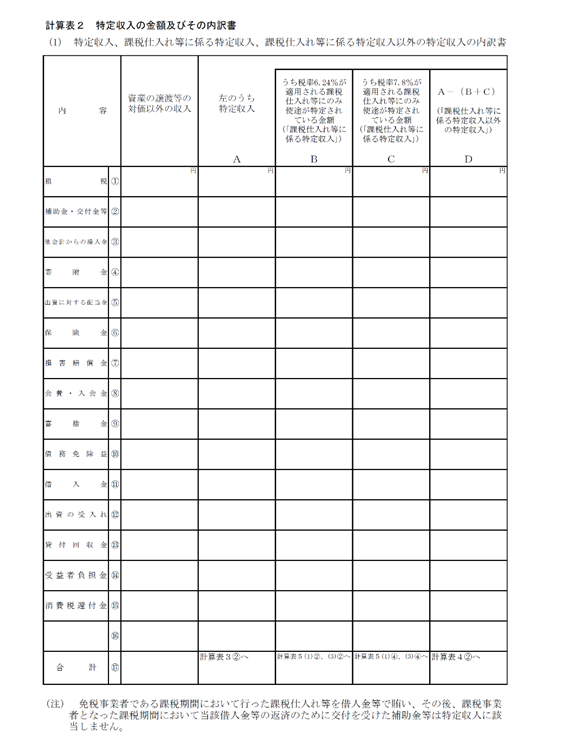 計算表２　特定収入の金額及びその内訳書
(1)　特定収入、課税仕入れ等に係る特定収入、課税仕入れ等に係る特定収入以外の特定収入の内訳書
内　容
資産の譲渡等の
対価以外の収入
左のうち
特定収入
A
うち税率6.24%が
適用される課税
仕入れ等にのみ
使途が特定され
ている金額
(「課税仕入れ等に
係る特定収入」)
B
うち税率7.8%が
適用される課税
仕入れ等にのみ
使途が特定され
ている金額
(「課税仕入れ等に
係る特定収入」)
C
A－（B＋C）
(「課税仕入れ等に
係る特定収入以外
の特定収入」)
D
租　税 ① 円 円 円 円 円
補助金・交付金等 ②
他会計からの繰入金 ③
寄　附　金 ④
出資に対する配当金 ⑤
保　険　金 ⑥
損害賠償金 ⑦
会費・入会金 ⑧
喜　捨　金 ⑨
債務免除益 ⑩
借　入　金 ⑪
出資の受入れ ⑫
貸付回収金 ⑬
受益者負担金 ⑭
消費税還付金 ⑮
⑯
合　計 ⑰ 計算表３②へ 計算表５(1)②、(3)②へ 計算表５(1)④、(3)④へ 計算表４②へ
(注)　免税事業者である課税期間において行った課税仕入れ等を借入金等で賄い、その後、課税事業
者となった課税期間において当該借入金等の返済のために交付を受けた補助金等は特定収入に該
当しません。